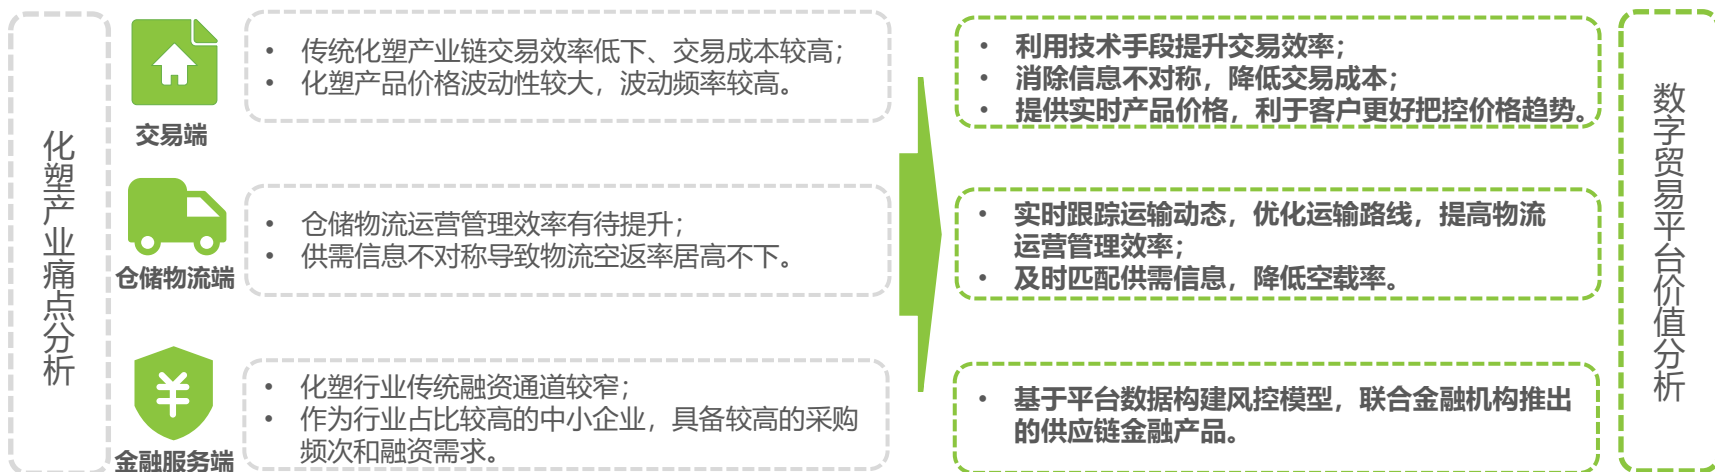 化塑产业痛点分析
交易端
• 传统化塑产业链交易效率低下、交易成本较高；
• 化塑产品价格波动性较大，波动频率较高。
• 利用技术手段提升交易效率；
• 消除信息不对称，降低交易成本；
• 提供实时产品价格，利于客户更好把控价格趋势。
仓储物流端
• 仓储物流运营管理效率有待提升；
• 供需信息不对称导致物流空返率居高不下。
• 实时跟踪运输动态，优化运输路线，提高物流
运营管理效率；
• 及时匹配供需信息，降低空载率。
¥
金融服务端
• 化塑行业传统融资通道较窄；
• 作为行业占比较高的中小企业，具备较高的采购
频次和融资需求。
• 基于平台数据构建风控模型，联合金融机构推出
的供应链金融产品。
数字贸易平台价值分析